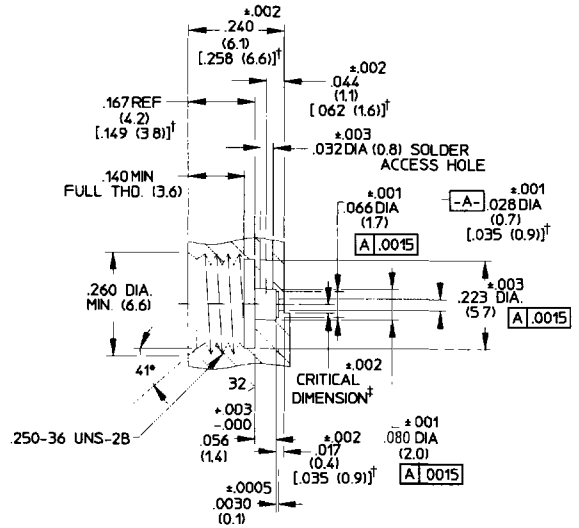 ±.002
.240
(6.1)
[.258 (6.6)]†
±.002
.044
(1.1)
[.062 (1.6)]†
.167 REF
(4.2)
[.149 (3.8)]†
±.003
.032 DIA (0.8) SOLDER
ACCESS HOLE
.140 MIN
FULL THD. (3.6)
±.001
.066 DIA
(1.7)
A .0015
-A-
±.001
.028 DIA
(0.7)
[.035 (0.9)]†
.260 DIA.
MIN. (6.6)
±.003
.223 DIA.
(5.7)
A .0015
41°
32
±.002
CRITICAL
DIMENSION‡
.250-36 UNS-2B
+.003
-.000
.056
(1.4)
±.002
.017
(0.4)
[.035 (0.9)]†
±.001
.080 DIA
(2.0)
A .0015
±.0005
.0030
(0.1)